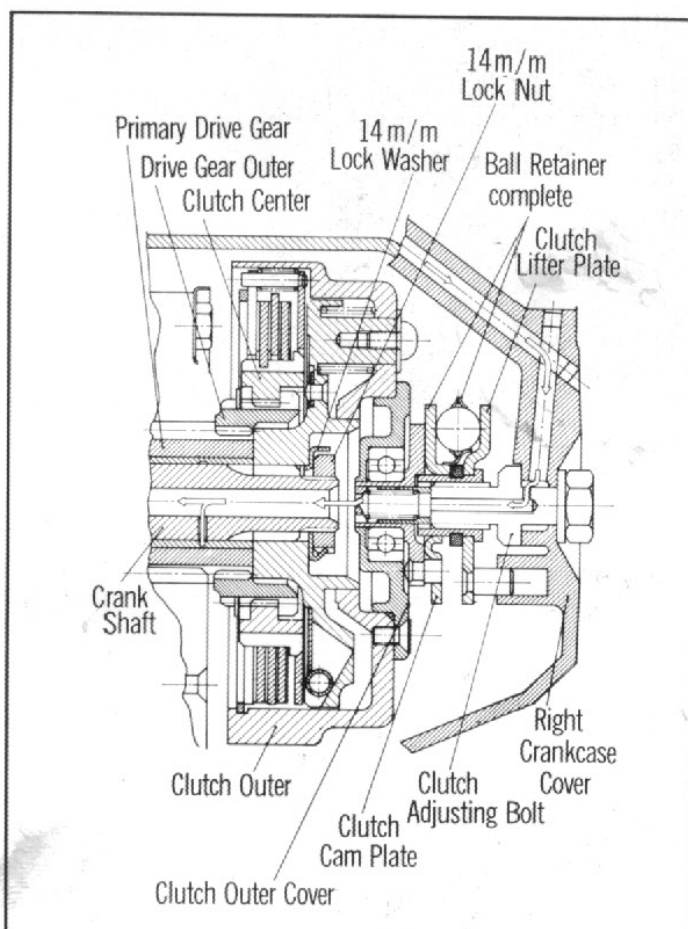 14m/m
Lock Nut
Primary Drive Gear
14m/m
Lock Washer
Drive Gear Outer
Clutch Center
Ball Retainer
complete
Clutch
Lifter Plate
Crank
Shaft
Clutch Outer
Right
Crankcase
Cover
Clutch
Adjusting Bolt
Clutch
Cam Plate
Clutch Outer Cover